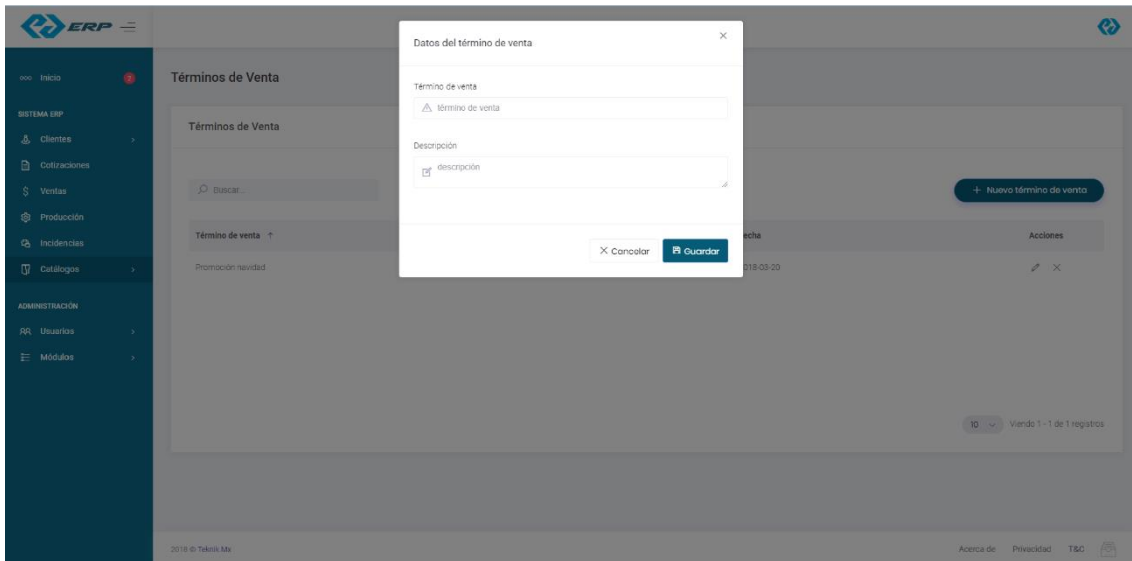 ERP
Inicio
2
SISTEMA ERP
Clientes
Cotizaciones
Ventas
Producción
Incidencias
Catálogos
ADMINISTRACIÓN
Usuarios
Módulos
Términos de Venta
Términos de Venta
Buscar...
+ Nuevo término de venta
Término de venta ↑
echa
Acciones
Promoción navidad
018-03-20
10
Viendo 1 - 1 de 1 registros
Datos del término de venta
Término de venta
término de venta
Descripción
descripción
Cancelar
Guardar
2018 © Teknik.Mx
Acerca de Privacidad T&C